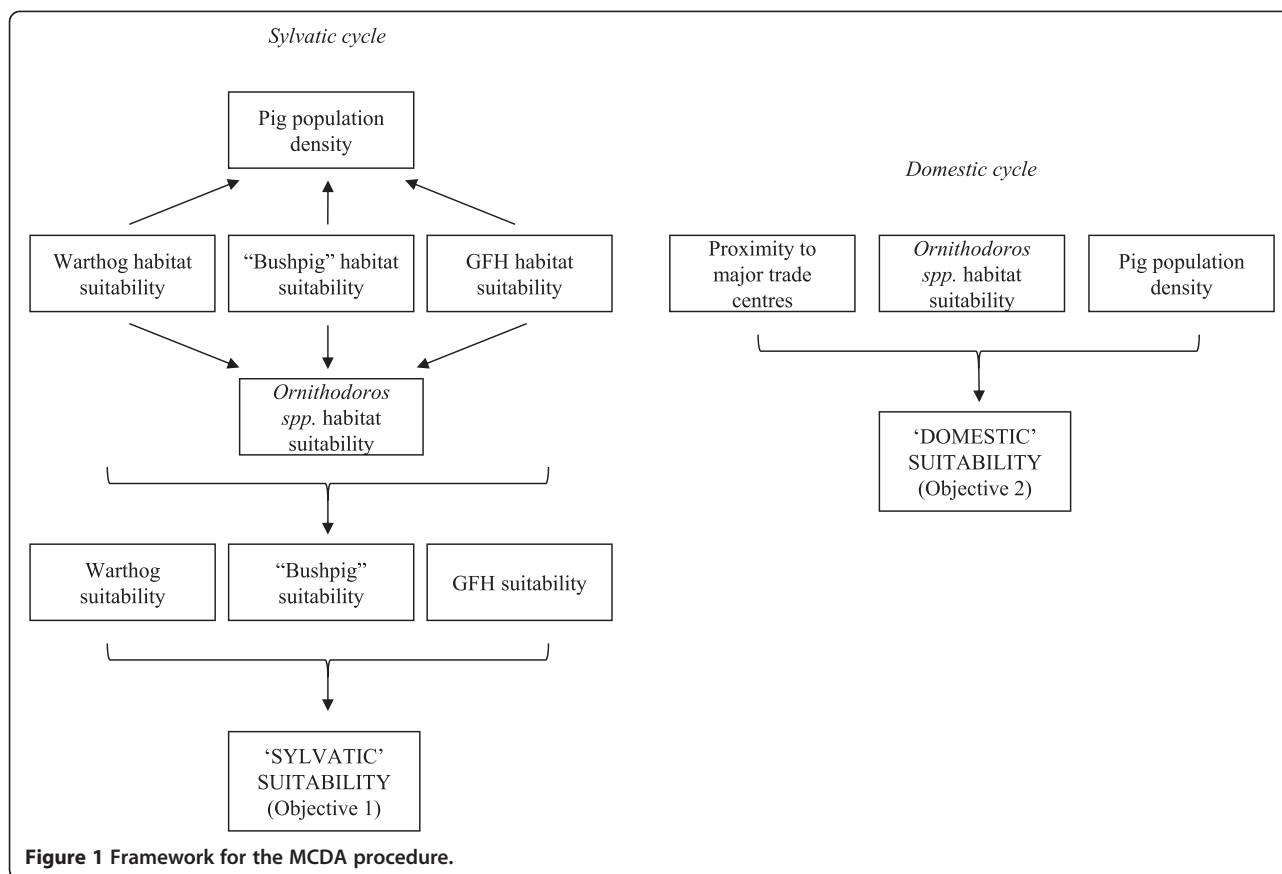 Sylvatic cycle
Pig population
density
Warthog habitat
suitability
“Bushpig” habitat
suitability
GFH habitat
suitability
Ornithodoros
spp. habitat
suitability
Warthog
suitability
“Bushpig”
suitability
GFH suitability
‘SYLVATIC’
SUITABILITY
(Objective 1)
Domestic cycle
Proximity to
major trade
centres
Ornithodoros
spp. habitat
suitability
Pig population
density
‘DOMESTIC’
SUITABILITY
(Objective 2)
Figure 1 Framework for the MCDA procedure.